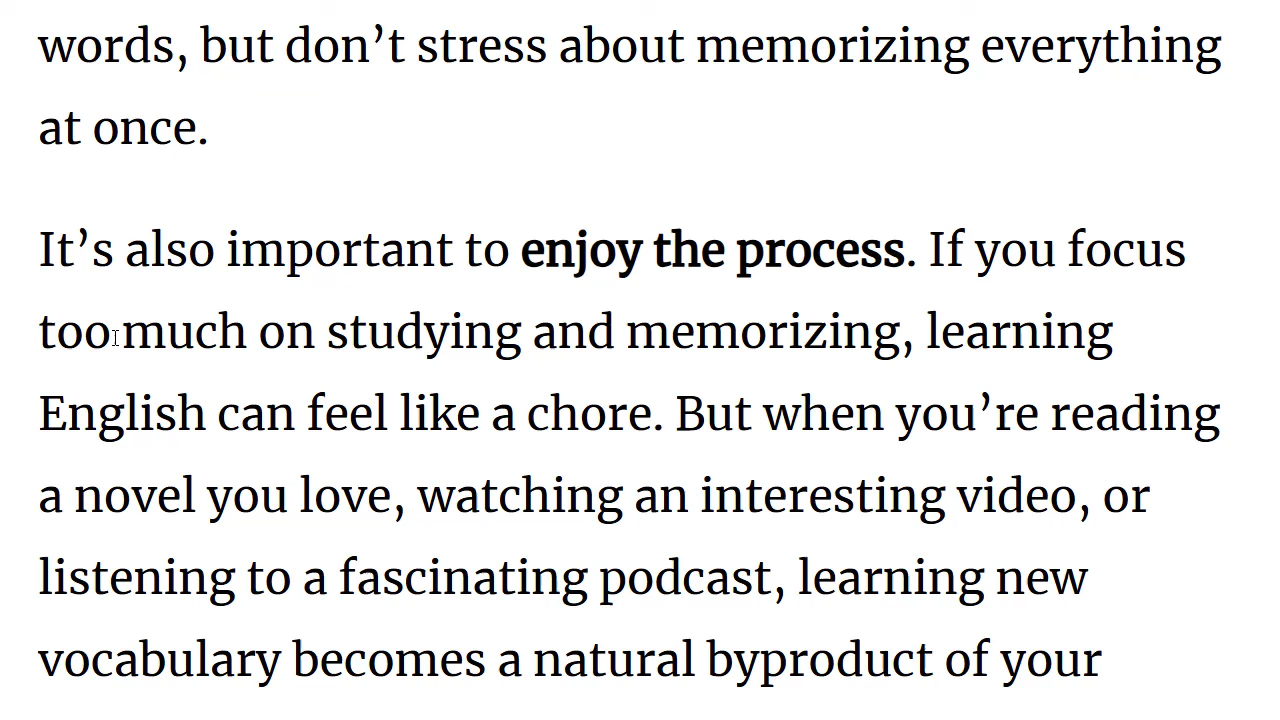 words, but don’t stress about memorizing everything
at once.
It’s also important to enjoy the process. If you focus
too much on studying and memorizing, learning
English can feel like a chore. But when you’re reading
a novel you love, watching an interesting video, or
listening to a fascinating podcast, learning new
vocabulary becomes a natural byproduct of your